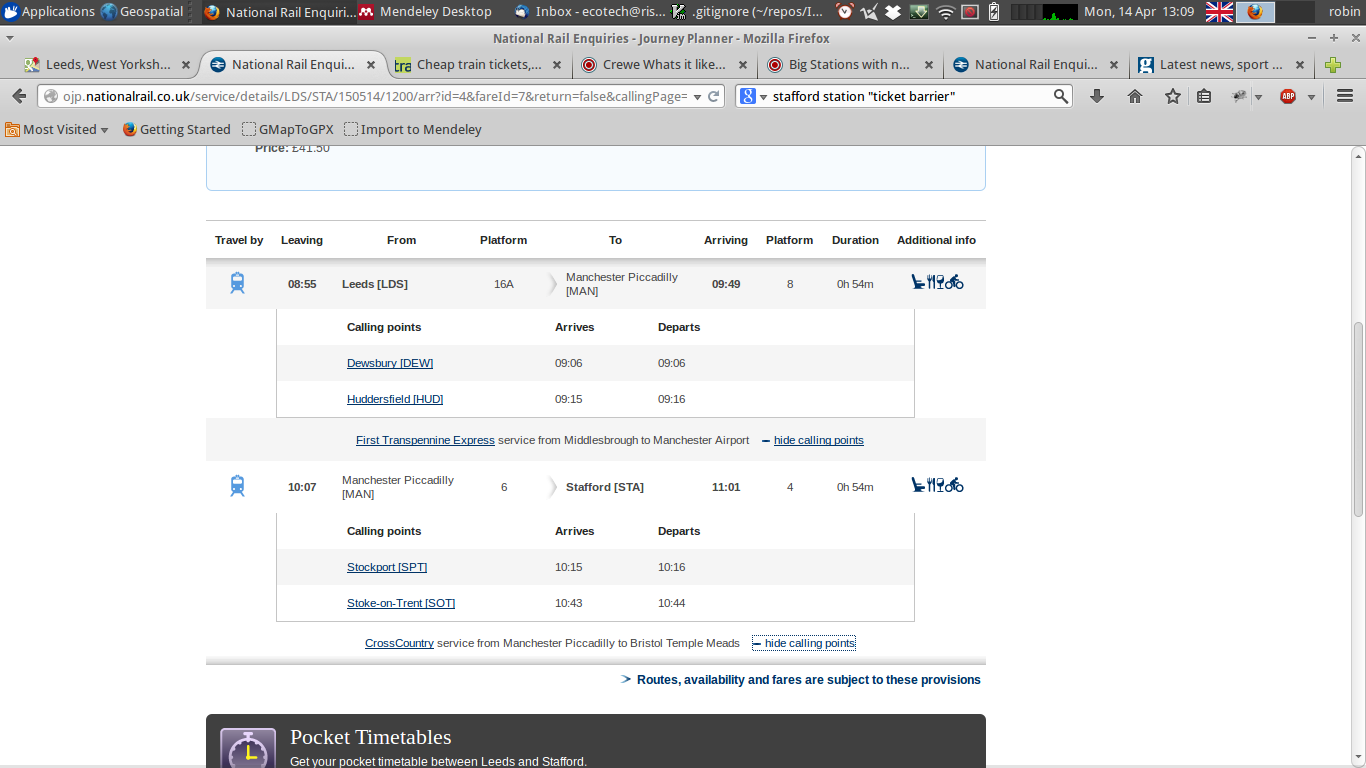 Applications Geospatial National Rail Enquiri... Mendeley Desktop Inbox - ecotech@ris... .gitignore (~/repos/I... Mon, 14 Apr 13:09 robin
National Rail Enquiries - Journey Planner - Mozilla Firefox
Leeds, West Yorksh... National Rail Enqui... Cheap train tickets,... Crewe Whats it like... Big Stations with n... National Rail Enqui... Latest news, sport ...
ojp.nationalrail.co.uk/service/details/LDS/STA/150514/1200/arr?id=4&fareId=7&return=false&callingPage= stafford station "ticket barrier"
Most Visited Getting Started GMapToGPX Import to Mendeley
Price: £41.50
Travel by Leaving From Platform To Arriving Platform Duration Additional info
08:55 Leeds [LDS] 16A Manchester Piccadilly [MAN] 09:49 8 0h 54m
Calling points Arrives Departs
Dewsbury [DEW] 09:06 09:06
Huddersfield [HUD] 09:15 09:16
First Transpennine Express service from Middlesbrough to Manchester Airport – hide calling points
10:07 Manchester Piccadilly [MAN] 6 Stafford [STA] 11:01 4 0h 54m
Calling points Arrives Departs
Stockport [SPT] 10:15 10:16
Stoke-on-Trent [SOT] 10:43 10:44
CrossCountry service from Manchester Piccadilly to Bristol Temple Meads – hide calling points
Routes, availability and fares are subject to these provisions
Pocket Timetables
Get your pocket timetable between Leeds and Stafford.